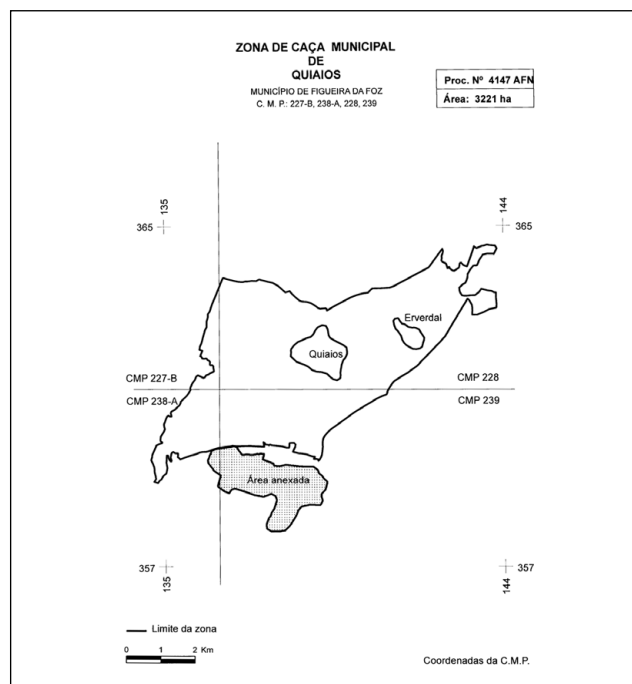 ZONA DE CAÇA MUNICIPAL
DE
QUIAIOS
MUNICÍPIO DE FIGUEIRA DA FOZ
C. M. P.: 227-B, 238-A, 228, 239
Proc. Nº 4147 AFN
Área: 3221 ha
135
144
365
365
Erverdal
Quiaios
CMP 227-B
CMP 228
CMP 238-A
CMP 239
Área anexada
357
357
135
144
Limite da zona
0 1 2 Km
Coordenadas da C.M.P.